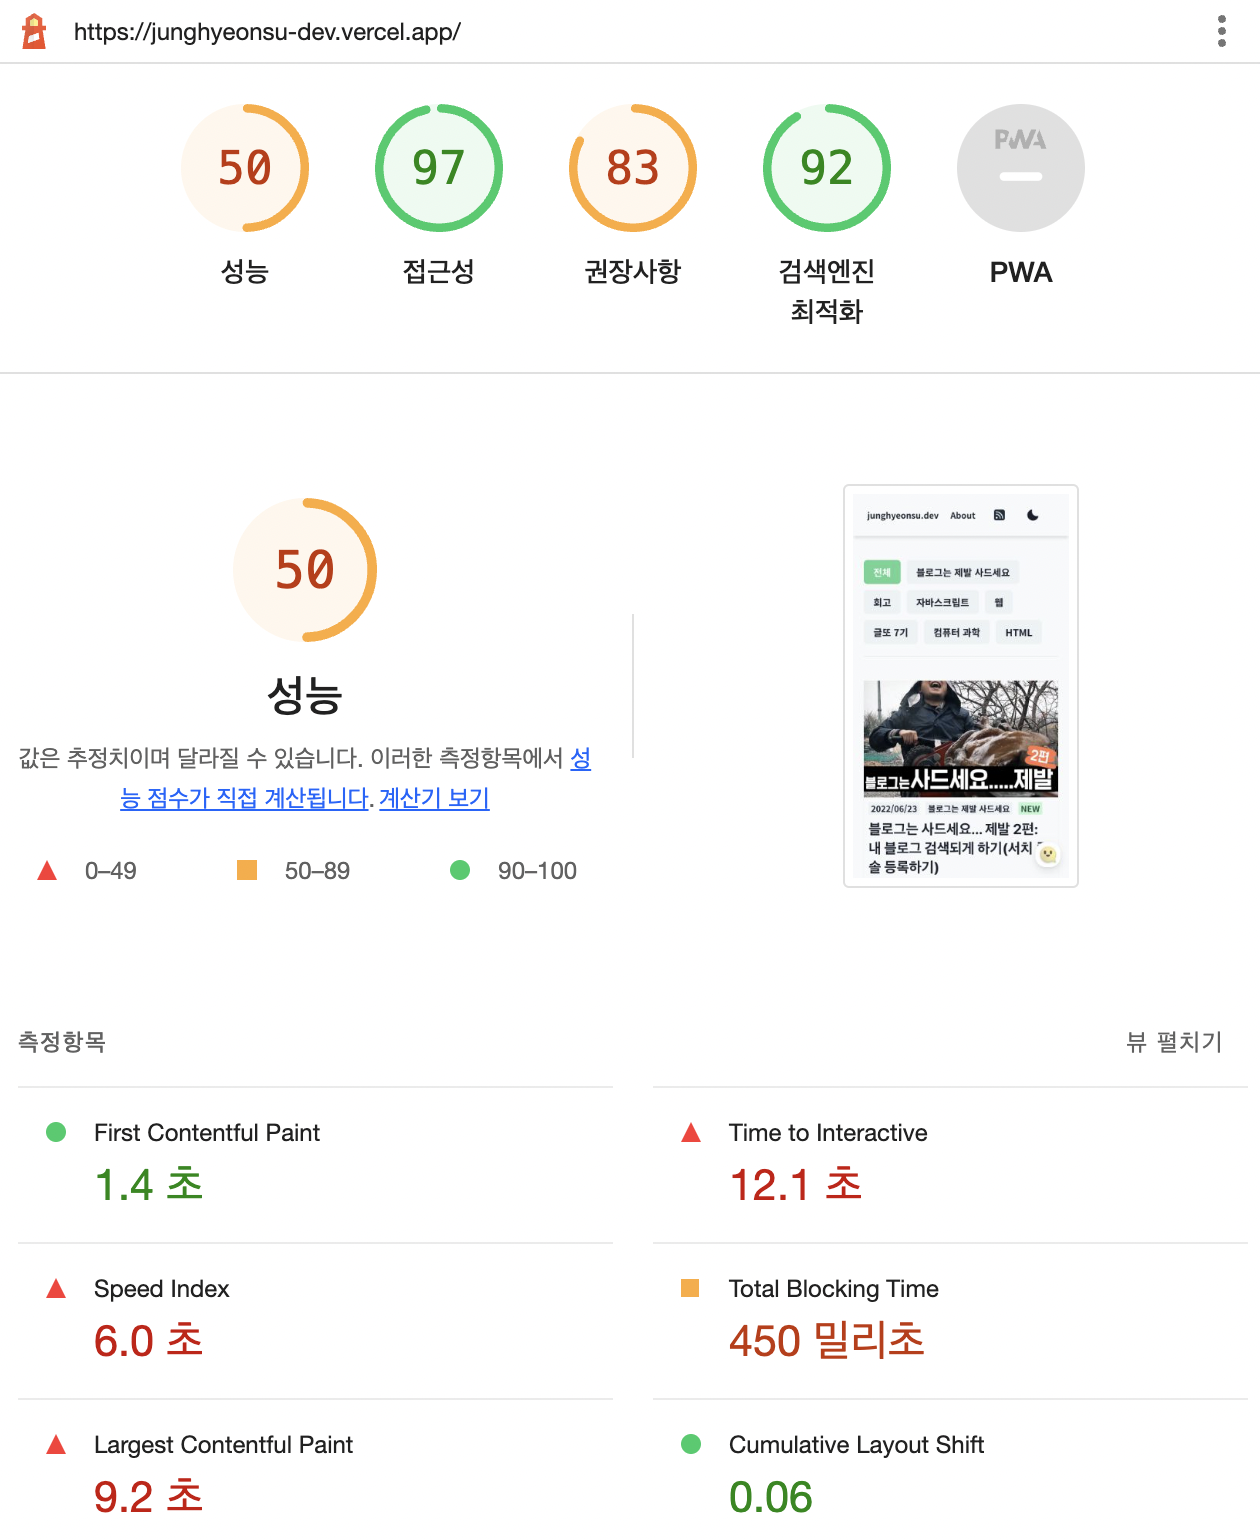 https://junghyeonsu-dev.vercel.app/
50
97
83
92
PWA
성능
접근성
권장사항
검색엔진
최적화
PWA
50
성능
값은 추정치이며 달라질 수 있습니다. 이러한 측정항목에서 성
능 점수가 직접 계산됩니다. 계산기 보기
0–49
50–89
90–100
junghyeonsu.dev About
전체 블로그는 제발 사드세요
회고 자바스크립트 웹
글또 7기 컴퓨터 과학 HTML
2편
블로그는사드세요.....제발
2022/06/23 블로그는 제발 사드세요 NEW
블로그는 사드세요... 제발 2편:
내 블로그 검색되게 하기(서치
솔 등록하기)
측정항목
뷰 펼치기
First Contentful Paint
1.4 초
Time to Interactive
12.1 초
Speed Index
6.0 초
Total Blocking Time
450 밀리초
Largest Contentful Paint
9.2 초
Cumulative Layout Shift
0.06